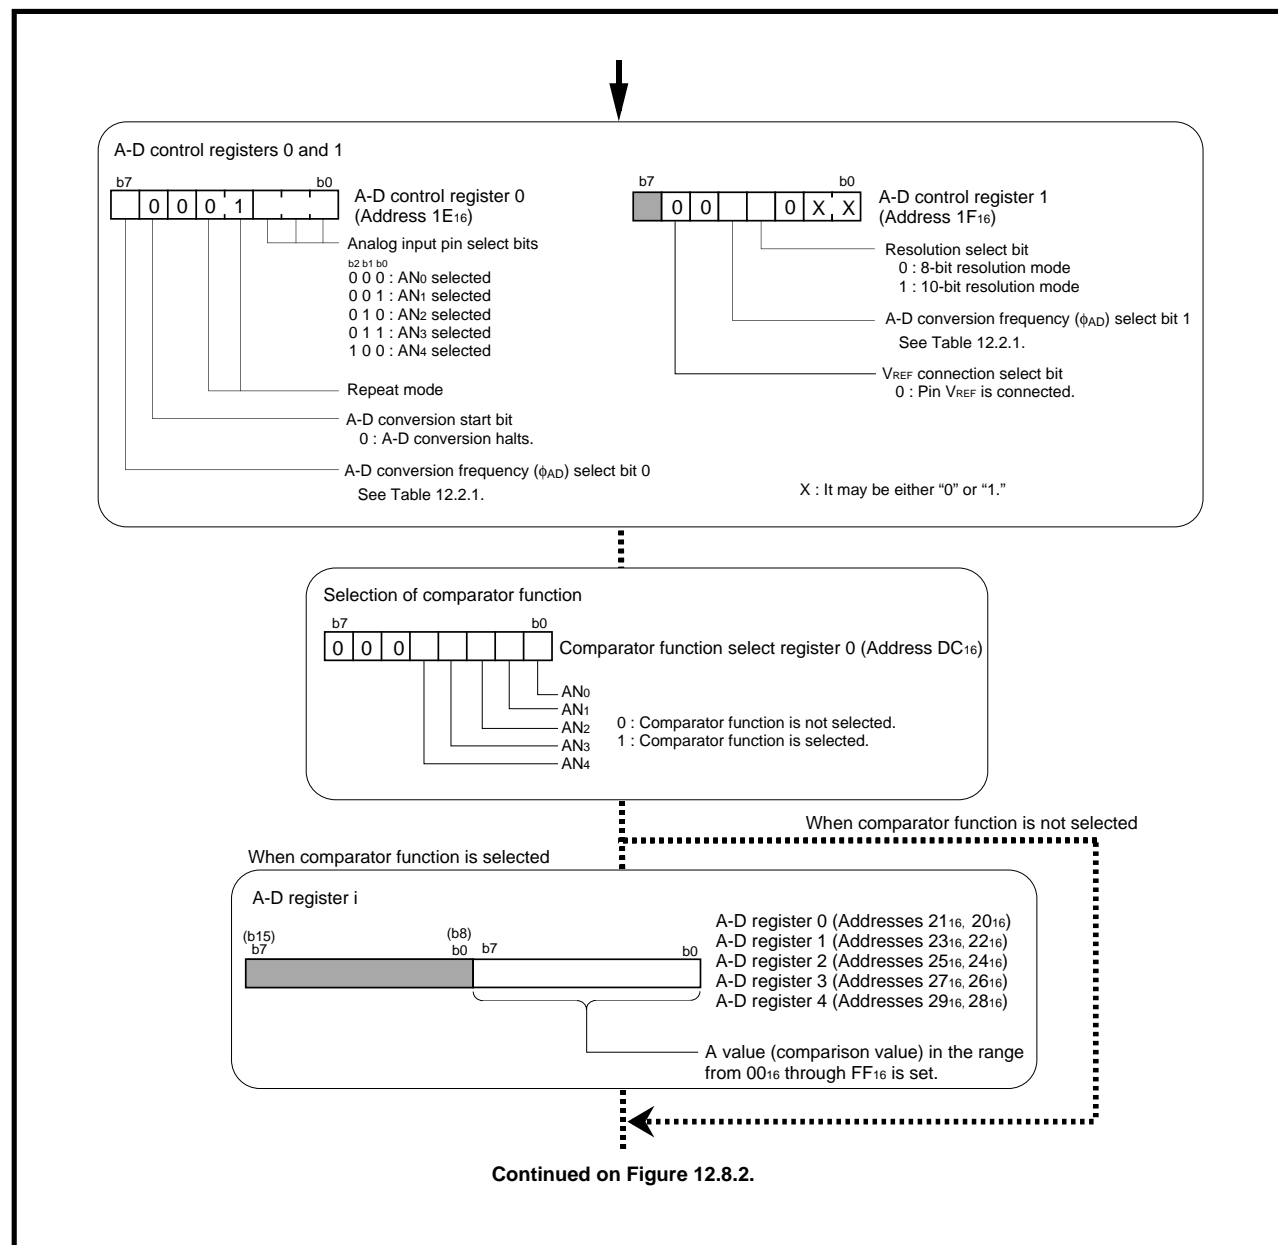 A-D control registers 0 and 1
b7 b0
0 0 0 1
A-D control register 0
(Address 1E16)
Analog input pin select bits
b2 b1 b0
0 0 0 : AN0 selected
0 0 1 : AN1 selected
0 1 0 : AN2 selected
0 1 1 : AN3 selected
1 0 0 : AN4 selected
Repeat mode
A-D conversion start bit
0 : A-D conversion halts.
A-D conversion frequency (ϕAD) select bit 0
See Table 12.2.1.
b7 b0
0 0 0 X X
A-D control register 1
(Address 1F16)
Resolution select bit
0 : 8-bit resolution mode
1 : 10-bit resolution mode
A-D conversion frequency (ϕAD) select bit 1
See Table 12.2.1.
VREF connection select bit
0 : Pin VREF is connected.
X : It may be either “0” or “1.”
Selection of comparator function
b7 b0
0 0 0
Comparator function select register 0 (Address DC16)
AN0
AN1
AN2
AN3
AN4
0 : Comparator function is not selected.
1 : Comparator function is selected.
When comparator function is not selected
When comparator function is selected
A-D register i
(b15) (b8)
b7 b0 b7 b0
A-D register 0 (Addresses 2116, 2016)
A-D register 1 (Addresses 2316, 2216)
A-D register 2 (Addresses 2516, 2416)
A-D register 3 (Addresses 2716, 2616)
A-D register 4 (Addresses 2916, 2816)
A value (comparison value) in the range
from 0016 through FF16 is set.
Continued on Figure 12.8.2.